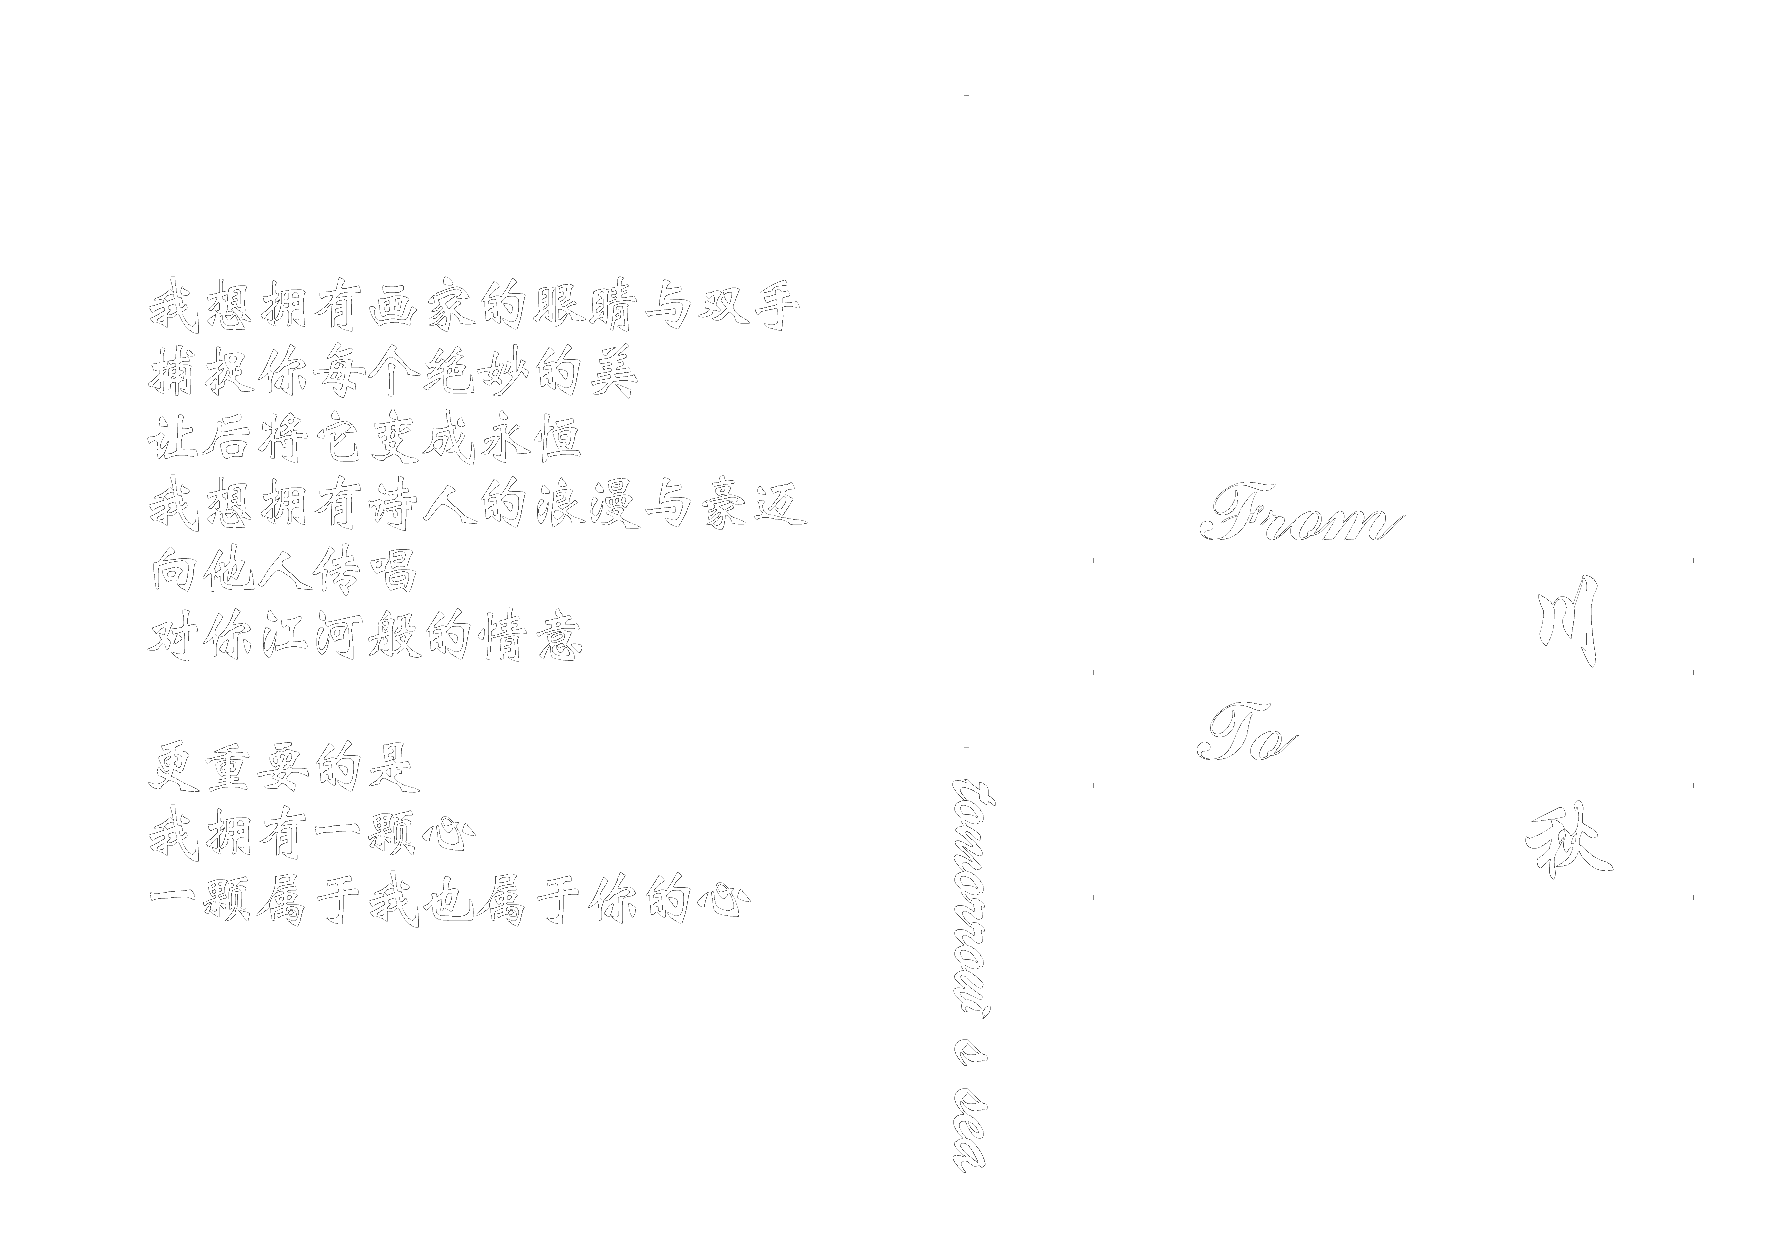 我想拥有画家的眼睛与双手
捕捉你每个绝妙的美
让后将它变成永恒
我想拥有诗人的浪漫与豪迈
向他人传唱
对你江河般的情意
更重要的是
我拥有一颗心
一颗属于我也属于你的心
tomorrow's sea
From
川
To
秋